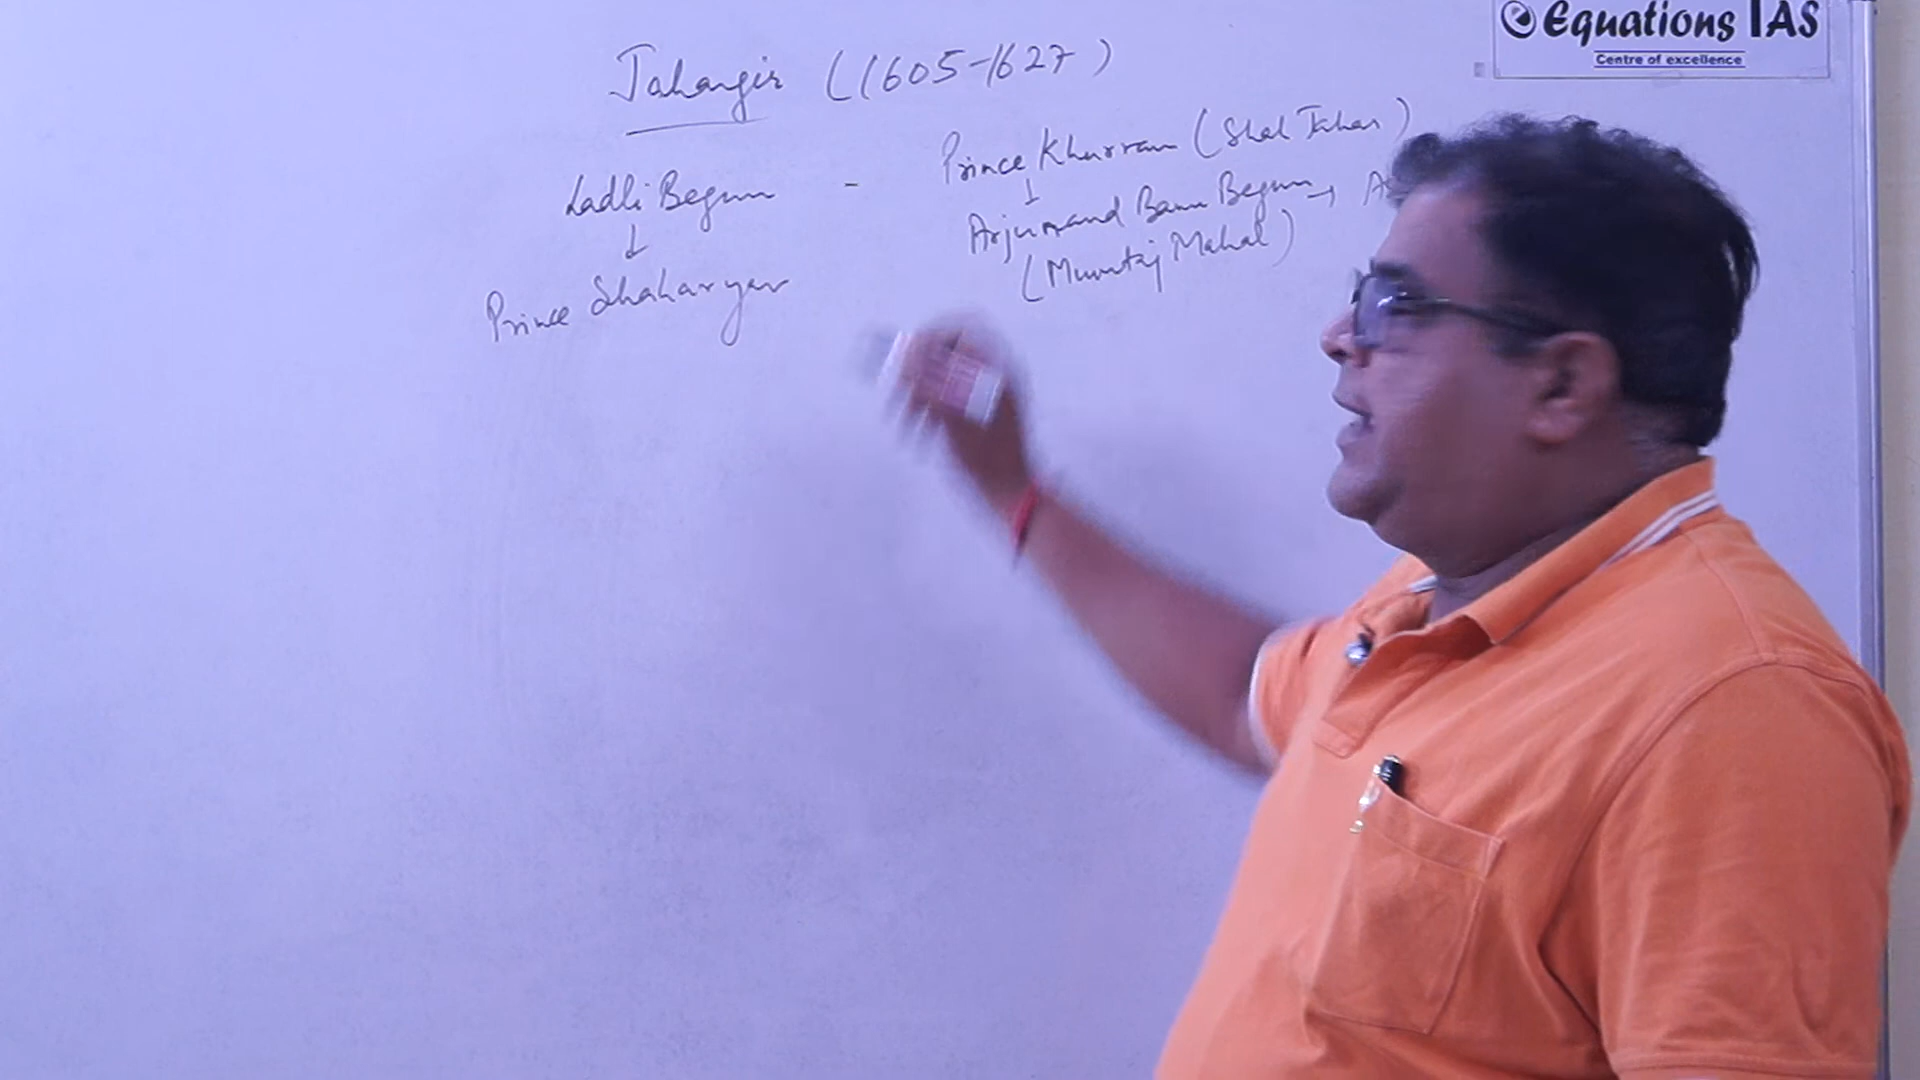 Equations IAS
Centre of excellence
Jahangir (1605-1627)
Ladli Begum - Prince Khurram (Shah Jahan)
↓ ↓
Prince Shaharyar Arjumand Banu Begum →
(Mumtaj Mahal)